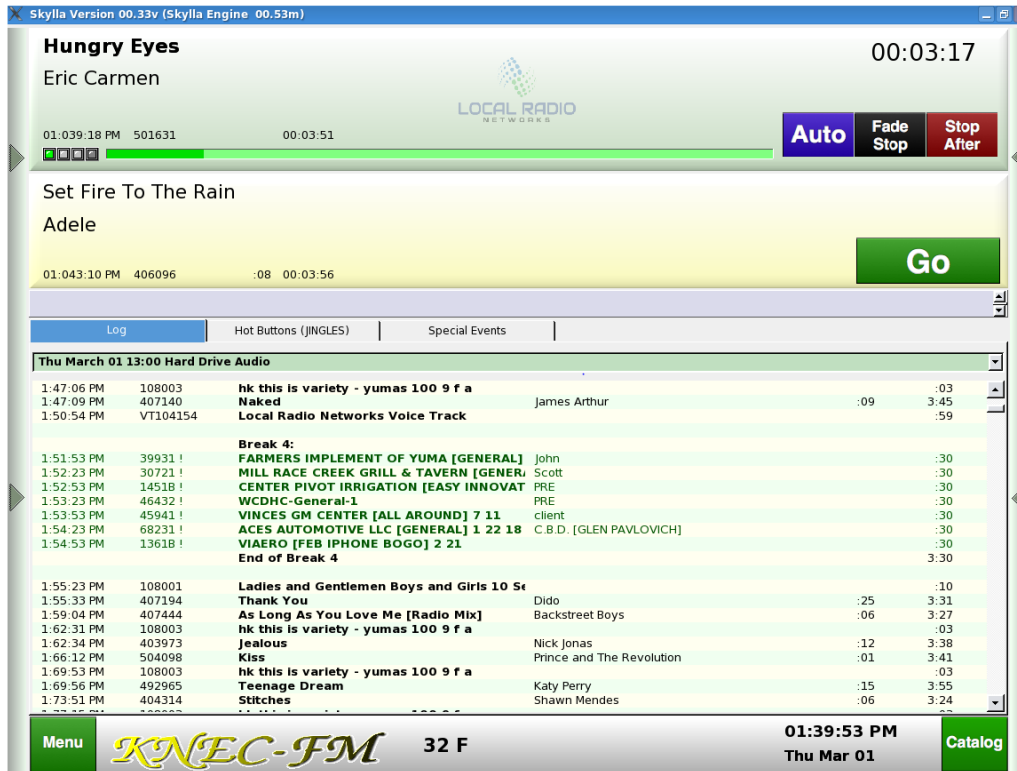 Skylla Version 00.33v (Skylla Engine 00.53m)
Hungry Eyes
00:03:17
Eric Carmen
LOCAL RADIO
NETWORKS
01:039:18 PM 501631 00:03:51
Auto
Fade Stop
Stop After
Set Fire To The Rain
Adele
Go
01:043:10 PM 406096 :08 00:03:56
Log Hot Buttons (JINGLES) Special Events
Thu March 01 13:00 Hard Drive Audio
1:47:06 PM 108003 hk this is variety - yumas 100 9 f a :03
1:47:09 PM 407140 Naked James Arthur :09 3:45
1:50:54 PM VT104154 Local Radio Networks Voice Track :59
Break 4:
1:51:53 PM 39931 ! FARMERS IMPLEMENT OF YUMA [GENERAL] John :30
1:52:23 PM 30721 ! MILL RACE CREEK GRILL & TAVERN [GENER Scott :30
1:52:53 PM 1451B ! CENTER PIVOT IRRIGATION [EASY INNOVAT PRE :30
1:53:23 PM 46432 ! WCDHC-General-1 PRE :30
1:53:53 PM 45941 ! VINCES GM CENTER [ALL AROUND] 7 11 client :30
1:54:23 PM 68231 ! ACES AUTOMOTIVE LLC [GENERAL] 1 22 18 C.B.D. [GLEN PAVLOVICH] :30
1:54:53 PM 1361B ! VIAERO [FEB IPHONE BOGO] 2 21 :30
End of Break 4 3:30
1:55:23 PM 108001 Ladies and Gentlemen Boys and Girls 10 Se :10
1:55:33 PM 407194 Thank You Dido :25 3:31
1:59:04 PM 407444 As Long As You Love Me [Radio Mix] Backstreet Boys :06 3:27
1:62:31 PM 108003 hk this is variety - yumas 100 9 f a :03
1:62:34 PM 403973 Jealous Nick Jonas :12 3:38
1:66:12 PM 504098 Kiss Prince and The Revolution :01 3:41
1:69:53 PM 108003 hk this is variety - yumas 100 9 f a :03
1:69:56 PM 492965 Teenage Dream Katy Perry :15 3:55
1:73:51 PM 404314 Stitches Shawn Mendes :06 3:24
Menu KNEC-FM 32 F 01:39:53 PM Catalog
Thu Mar 01